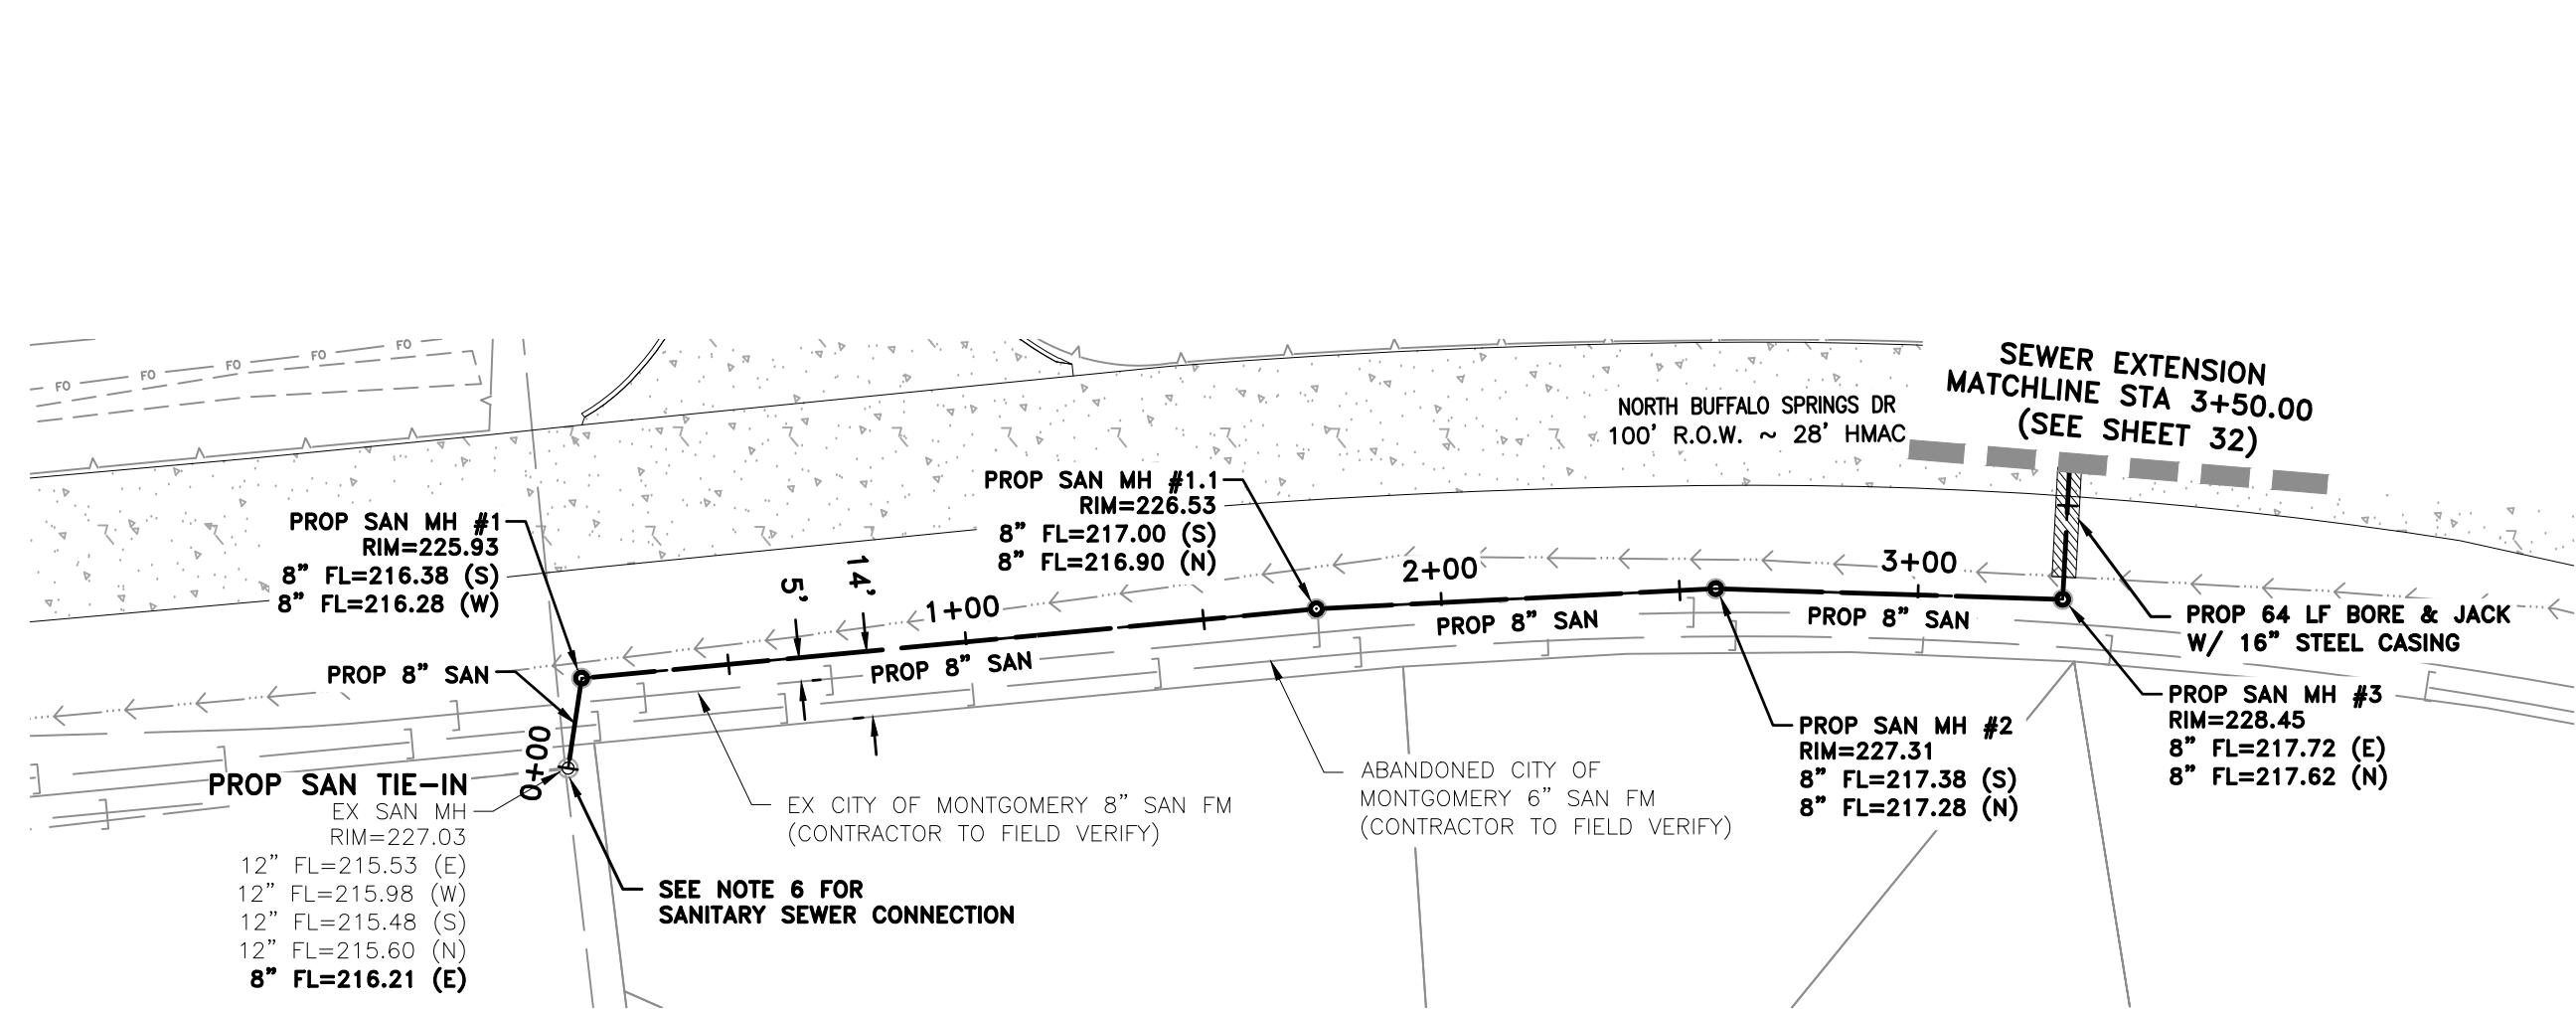 FO
FO
FO
FO
FO
SEWER EXTENSION
MATCHLINE STA 3+50.00
(SEE SHEET 32)
NORTH BUFFALO SPRINGS DR
100' R.O.W. ~ 28' HMAC
PROP SAN MH #1.1
RIM=226.53
8" FL=217.00 (S)
8" FL=216.90 (N)
PROP SAN MH #1
RIM=225.93
8" FL=216.38 (S)
8" FL=216.28 (W)
5'
14'
1+00
2+00
3+00
PROP 8" SAN
PROP 8" SAN
PROP 8" SAN
PROP 8" SAN
PROP 64 LF BORE & JACK
W/ 16" STEEL CASING
PROP SAN MH #3
RIM=228.45
8" FL=217.72 (E)
8" FL=217.62 (N)
PROP SAN MH #2
RIM=227.31
8" FL=217.38 (S)
8" FL=217.28 (N)
0+00
PROP SAN TIE-IN
EX SAN MH
RIM=227.03
12" FL=215.53 (E)
12" FL=215.98 (W)
12" FL=215.48 (S)
12" FL=215.60 (N)
8" FL=216.21 (E)
EX CITY OF MONTGOMERY 8" SAN FM
(CONTRACTOR TO FIELD VERIFY)
ABANDONED CITY OF
MONTGOMERY 6" SAN FM
(CONTRACTOR TO FIELD VERIFY)
SEE NOTE 6 FOR
SANITARY SEWER CONNECTION